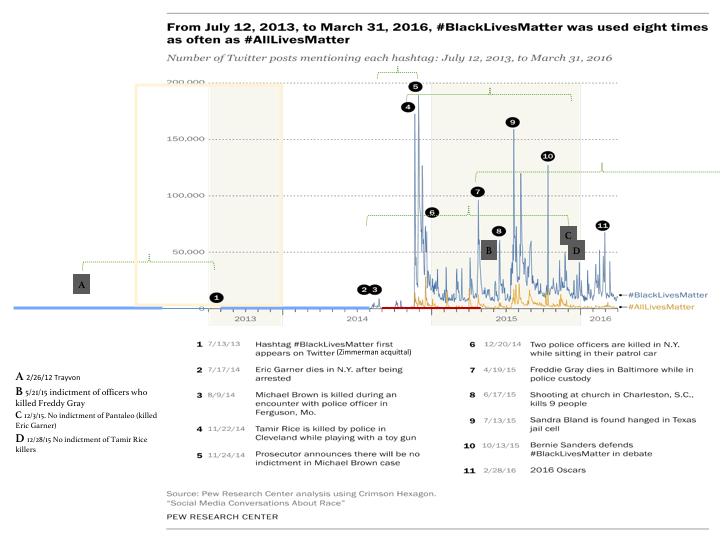 From July 12, 2013, to March 31, 2016, #BlackLivesMatter was used eight times
as often as #AllLivesMatter
Number of Twitter posts mentioning each hashtag: July 12, 2013, to March 31, 2016
200,000
5
4
9
150,000
10
100,000
7
6
8
11
B
C
D
50,000
A
1
2 3
#BlackLivesMatter
#AllLivesMatter
0
2013
2014
2015
2016
1 7/13/13 Hashtag #BlackLivesMatter first
appears on Twitter (Zimmerman acquittal)
2 7/17/14 Eric Garner dies in N.Y. after being
arrested
3 8/9/14 Michael Brown is killed during an
encounter with police officer in
Ferguson, Mo.
4 11/22/14 Tamir Rice is killed by police in
Cleveland while playing with a toy gun
5 11/24/14 Prosecutor announces there will be no
indictment in Michael Brown case
6 12/20/14 Two police officers are killed in N.Y.
while sitting in their patrol car
7 4/19/15 Freddie Gray dies in Baltimore while in
police custody
8 6/17/15 Shooting at church in Charleston, S.C.,
kills 9 people
9 7/13/15 Sandra Bland is found hanged in Texas
jail cell
10 10/13/15 Bernie Sanders defends
#BlackLivesMatter in debate
11 2/28/16 2016 Oscars
A 2/26/12 Trayvon
B 5/21/15 indictment of officers who
killed Freddy Gray
C 12/3/15. No indictment of Pantaleo (killed
Eric Garner)
D 12/28/15 No indictment of Tamir Rice
killers
Source: Pew Research Center analysis using Crimson Hexagon.
"Social Media Conversations About Race"
PEW RESEARCH CENTER